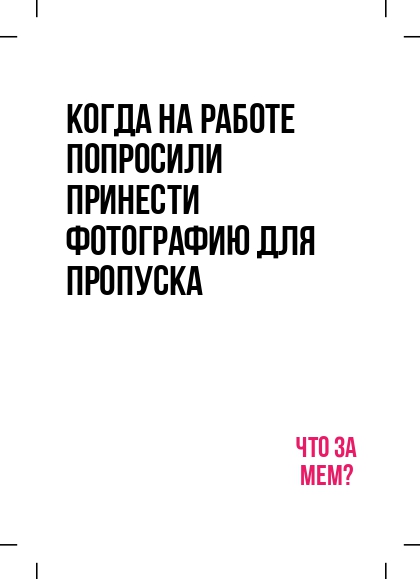 КОГДА НА РАБОТЕ
ПОПРОСИЛИ
ПРИНЕСТИ
ФОТОГРАФИЮ ДЛЯ
ПРОПУСКА
ЧТО ЗА
МЕМ?